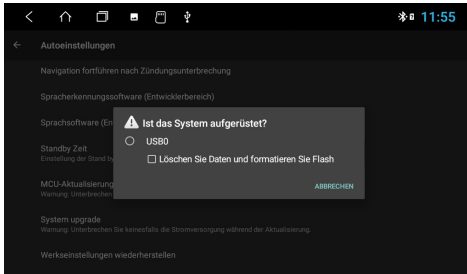 11:55
Autoeinstellungen
Navigation fortführen nach Zündungsunterbrechung
Spracherkennungssoftware (Entwicklerbereich)
Sprachsoftware (En
Ist das System aufgerüstet?
USB0
Löschen Sie Daten und formatieren Sie Flash
ABBRECHEN
Standby Zeit
Einstellung der Stand by
MCU-Aktualisierung
Warnung: Unterbrechen
System upgrade
Warnung: Unterbrechen Sie keinesfalls die Stromversorgung während der Aktualisierung.
Werkseinstellungen wiederherstellen